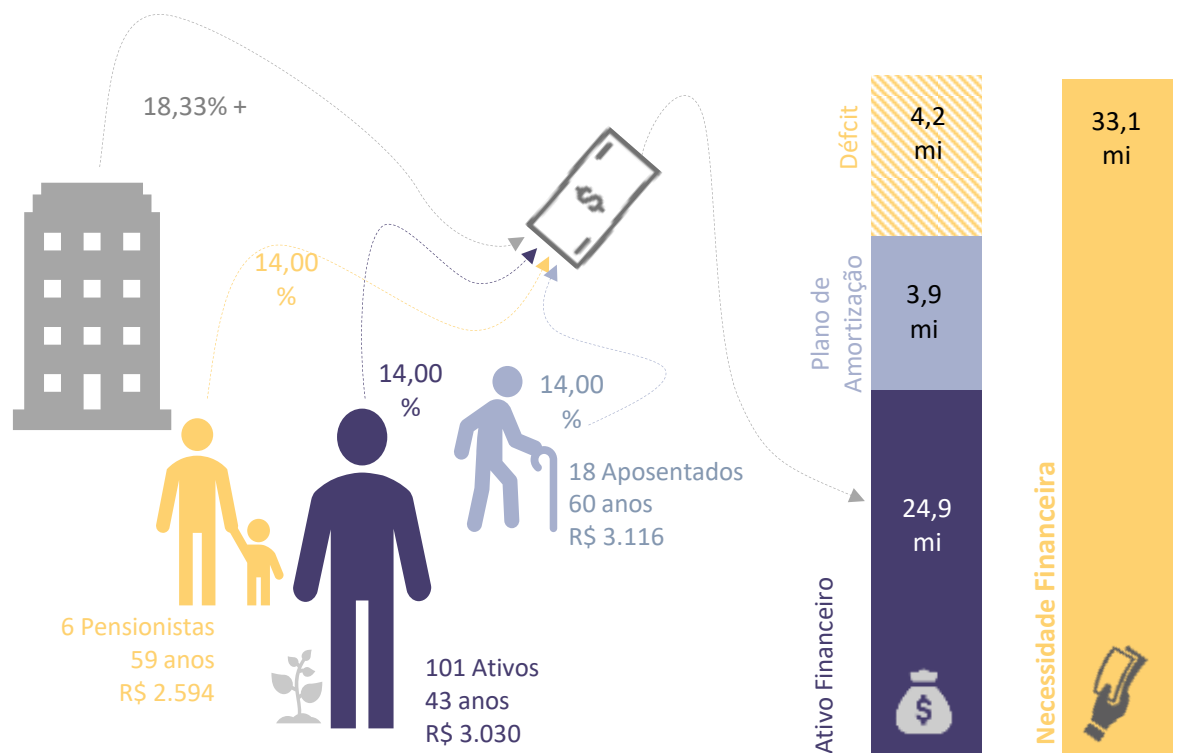 18,33% +
14,00
%
14,00
%
14,00
%
18 Aposentados
60 anos
R$ 3.116
6 Pensionistas
59 anos
R$ 2.594
101 Ativos
43 anos
R$ 3.030
Défcit
4,2
mi
Plano de
Amortização
3,9
mi
Ativo Financeiro
24,9
mi
$
Necessidade Financeira
33,1
mi
$